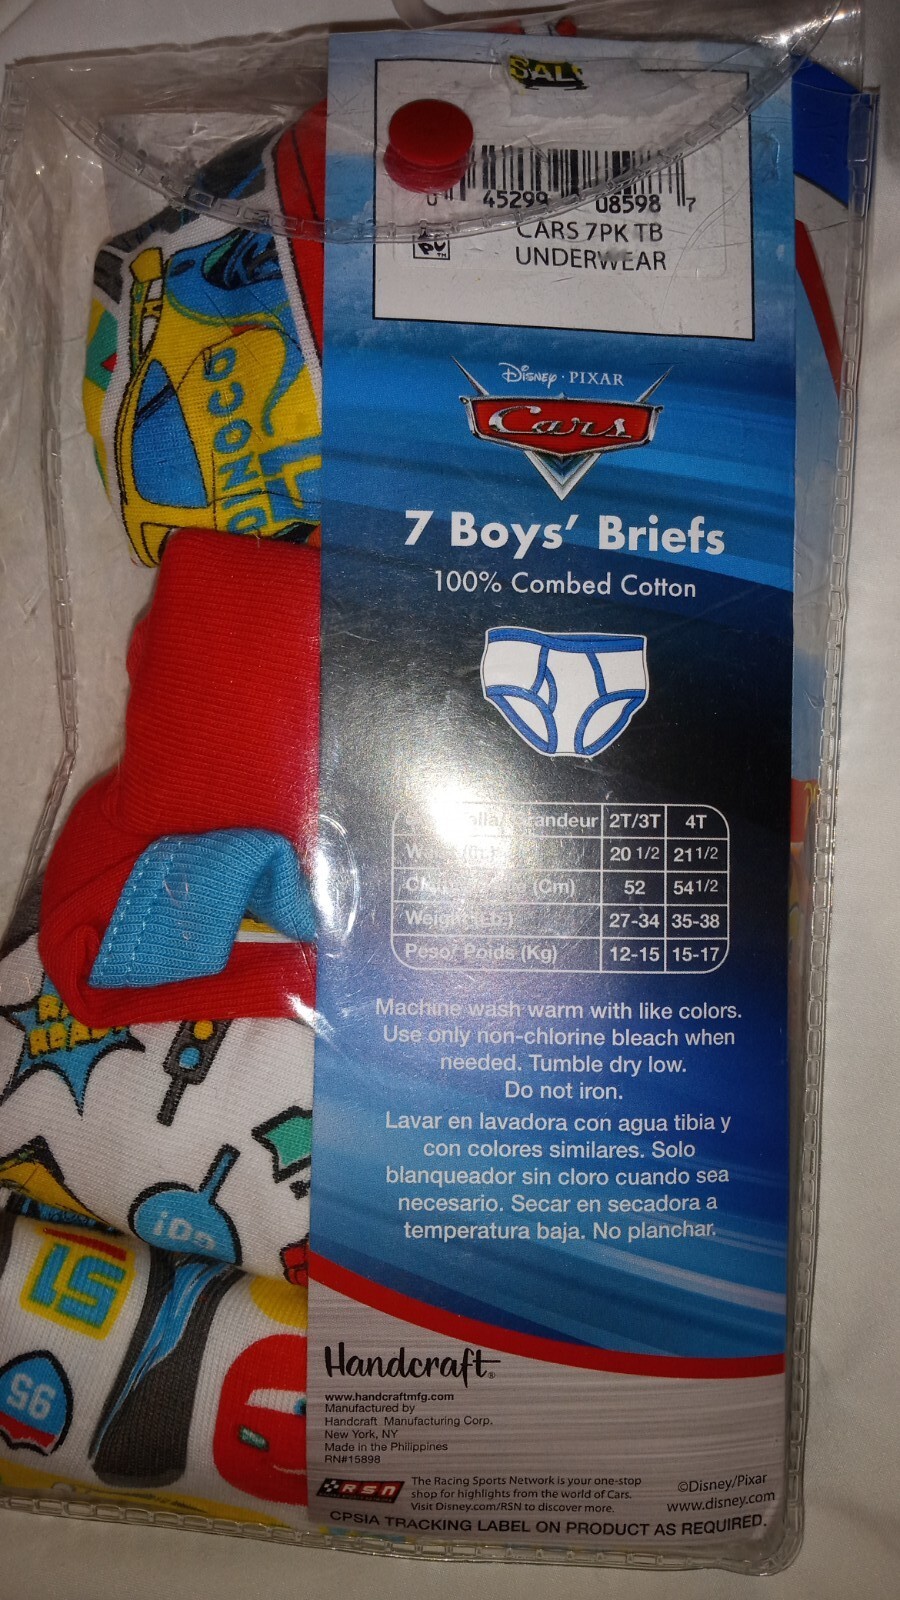 SALE
0 45299 08598 7
CARS 7PK TB
UNDERWEAR
DISNEY · PIXAR
Cars
7 Boys' Briefs
100% Combed Cotton
2T/3T 4T
20 1/2 21 1/2
(Cm) 52 54 1/2
Weight (Lb.) 27-34 35-38
Peso/ Poids (Kg) 12-15 15-17
Machine wash warm with like colors.
Use only non-chlorine bleach when
needed. Tumble dry low.
Do not iron.
Lavar en lavadora con agua tibia y
con colores similares. Solo
blanqueador sin cloro cuando sea
necesario. Secar en secadora a
temperatura baja. No planchar.
Handcraft®
www.handcraftmfg.com
Manufactured by
Handcraft Manufacturing Corp.
New York, NY
Made in the Philippines
RN#15898
RSN
The Racing Sports Network is your one-stop
shop for highlights from the world of Cars.
Visit Disney.com/RSN to discover more.
©Disney/Pixar
www.disney.com
CPSIA TRACKING LABEL ON PRODUCT AS REQUIRED.
DINOCO
51
95